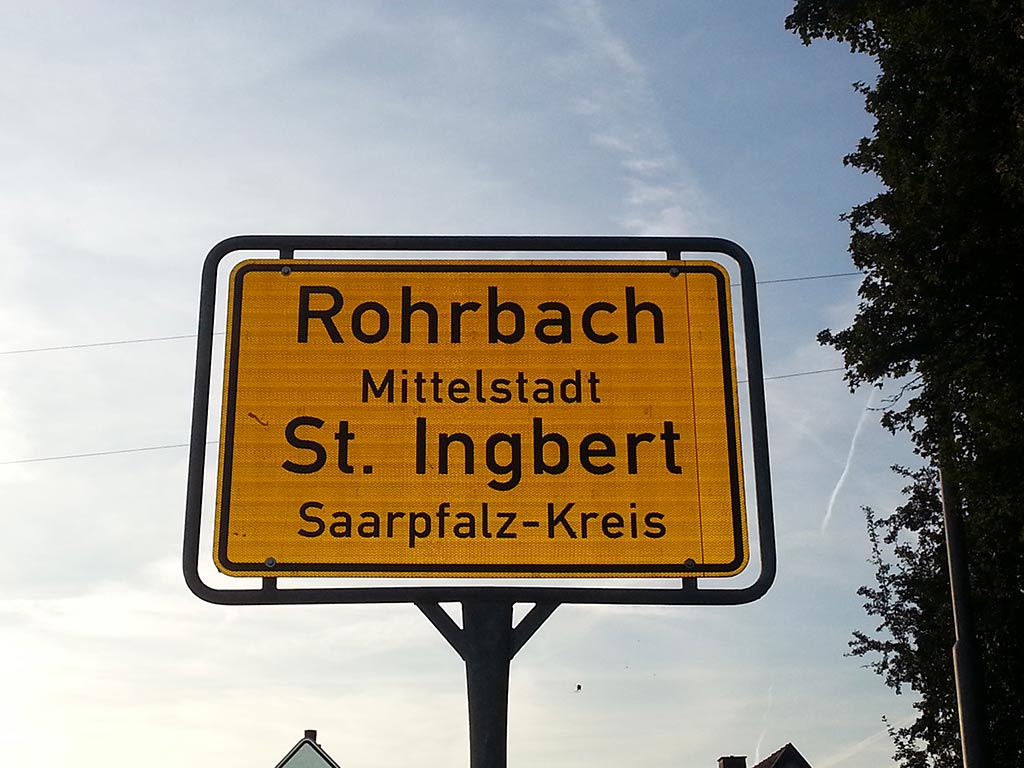 Rohrbach
Mittelstadt
St. Ingbert
Saarpfalz-Kreis